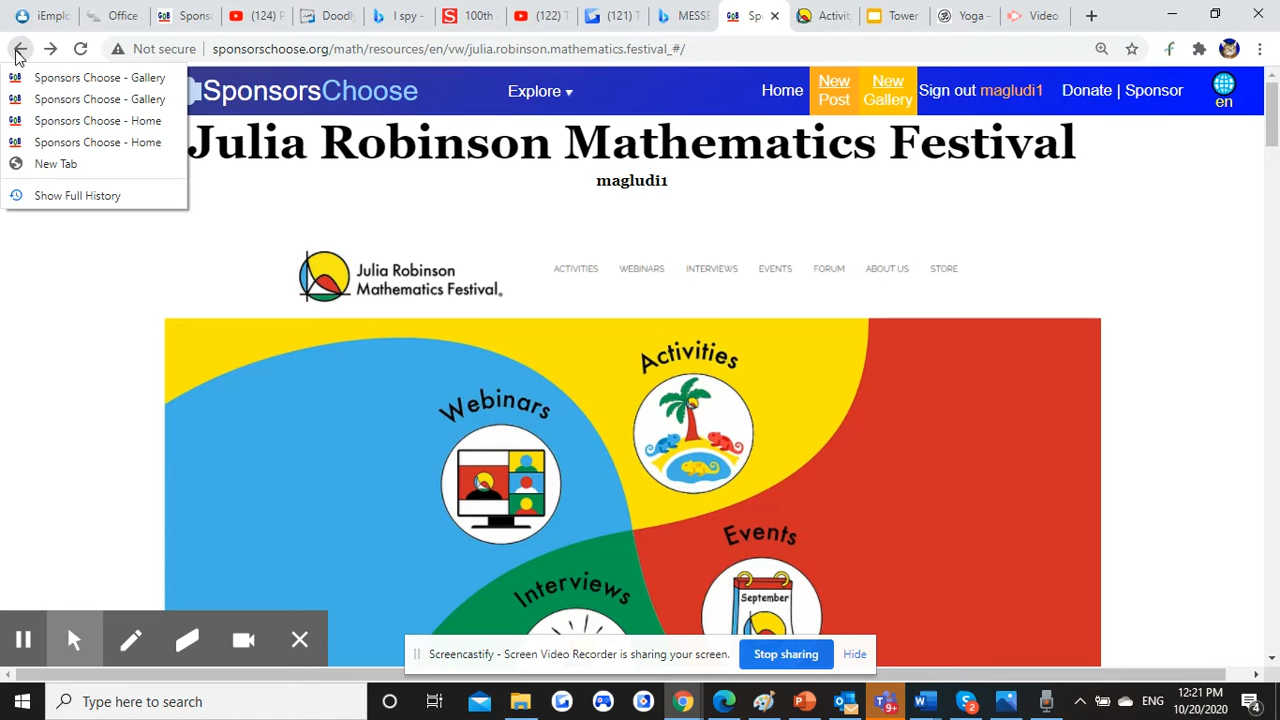 iEmplo
Sponso
(124) P
Doodly
I spy -
100th
(122) T
(121) T
MESSE
Sp
Activit
Tower
Yoga –
Video
Not secure
sponsorschoose.org/math/resources/en/vw/julia.robinson.mathematics.festival_#/
Sponsors Choose - Gallery
Sponsors Choose - Gallery
Sponsors Choose - Home
Sponsors Choose - Home
New Tab
Show Full History
SponsorsChoose
Explore ▾
Home
New Post
New Gallery
Sign out magludi1
Donate | Sponsor
en
Julia Robinson Mathematics Festival
magludi1
Julia Robinson
Mathematics Festival®
ACTIVITIES WEBINARS INTERVIEWS EVENTS FORUM ABOUT US STORE
Activities
Webinars
Events
Interviews
September
Screencastify - Screen Video Recorder is sharing your screen.
Stop sharing
Hide
Type here to search
9+
ENG
12:21 PM
10/20/2020
4